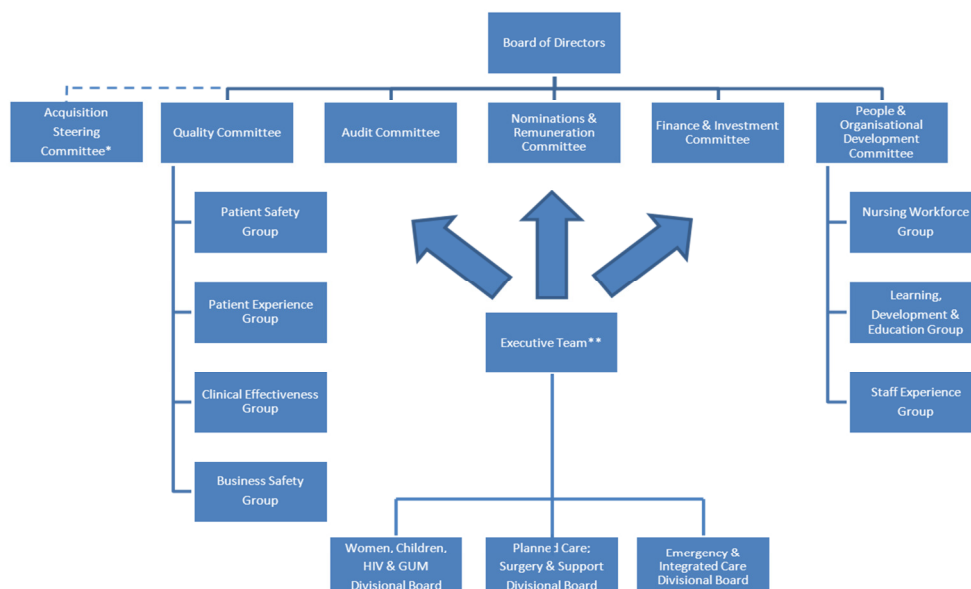 Board of Directors
Acquisition
Steering
Committee*
Quality Committee
Audit Committee
Nominations &
Remuneration
Committee
Finance & Investment
Committee
People &
Organisational
Development
Committee
Patient Safety
Group
Patient Experience
Group
Clinical Effectiveness
Group
Business Safety
Group
Executive Team**
Nursing Workforce
Group
Learning,
Development &
Education Group
Staff Experience
Group
Women, Children,
HIV & GUM
Divisional Board
Planned Care;
Surgery & Support
Divisional Board
Emergency &
Integrated Care
Divisional Board